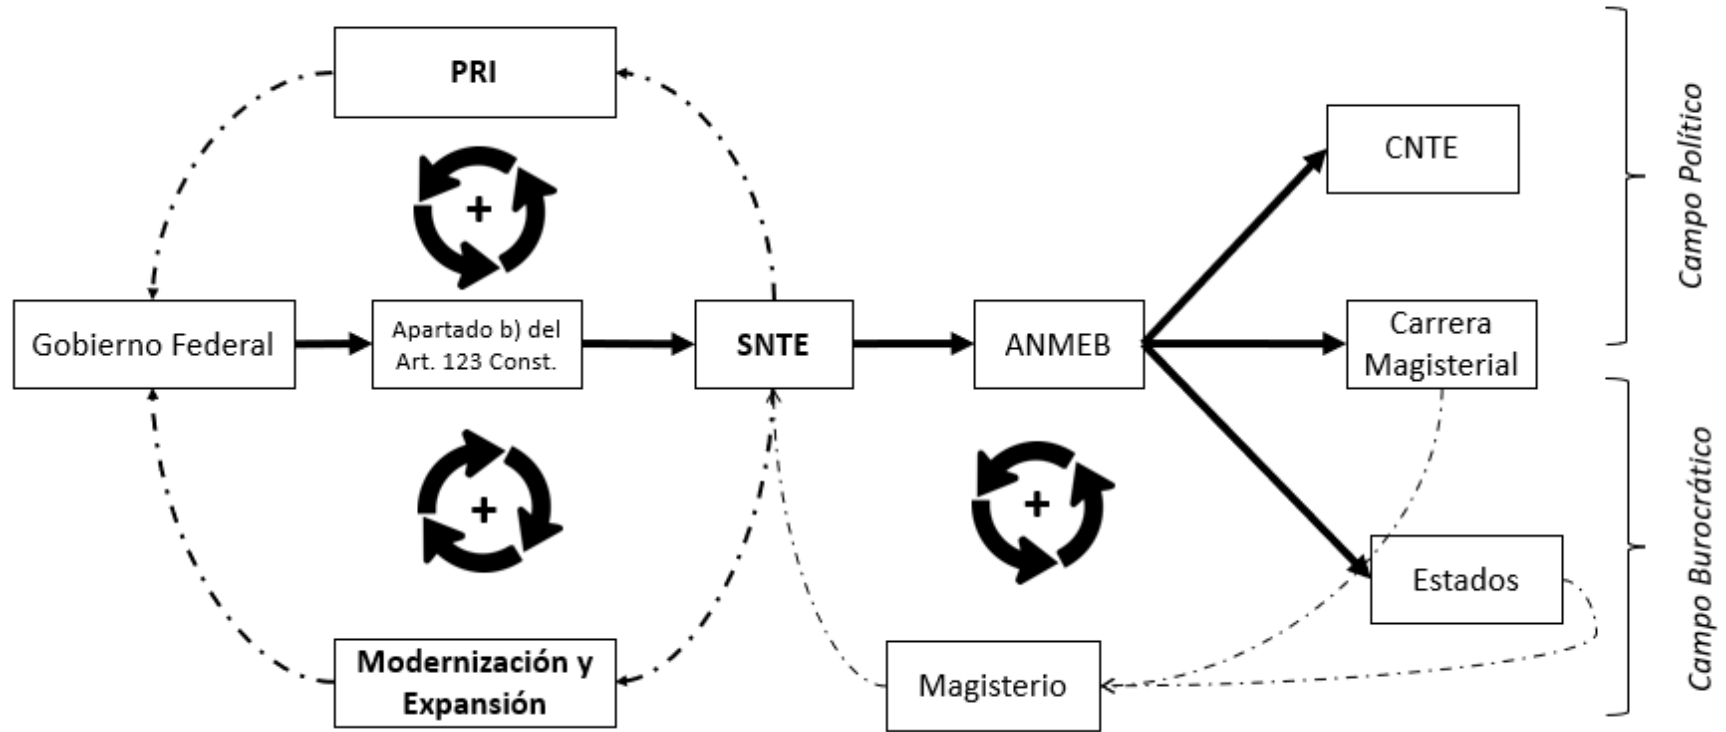 PRI
+
CNTE
Campo Político
Gobierno Federal
Apartado b) del
Art. 123 Const.
SNTE
ANMEB
Carrera
Magisterial
+
+
Estados
Campo Burocrático
Modernización y
Expansión
Magisterio